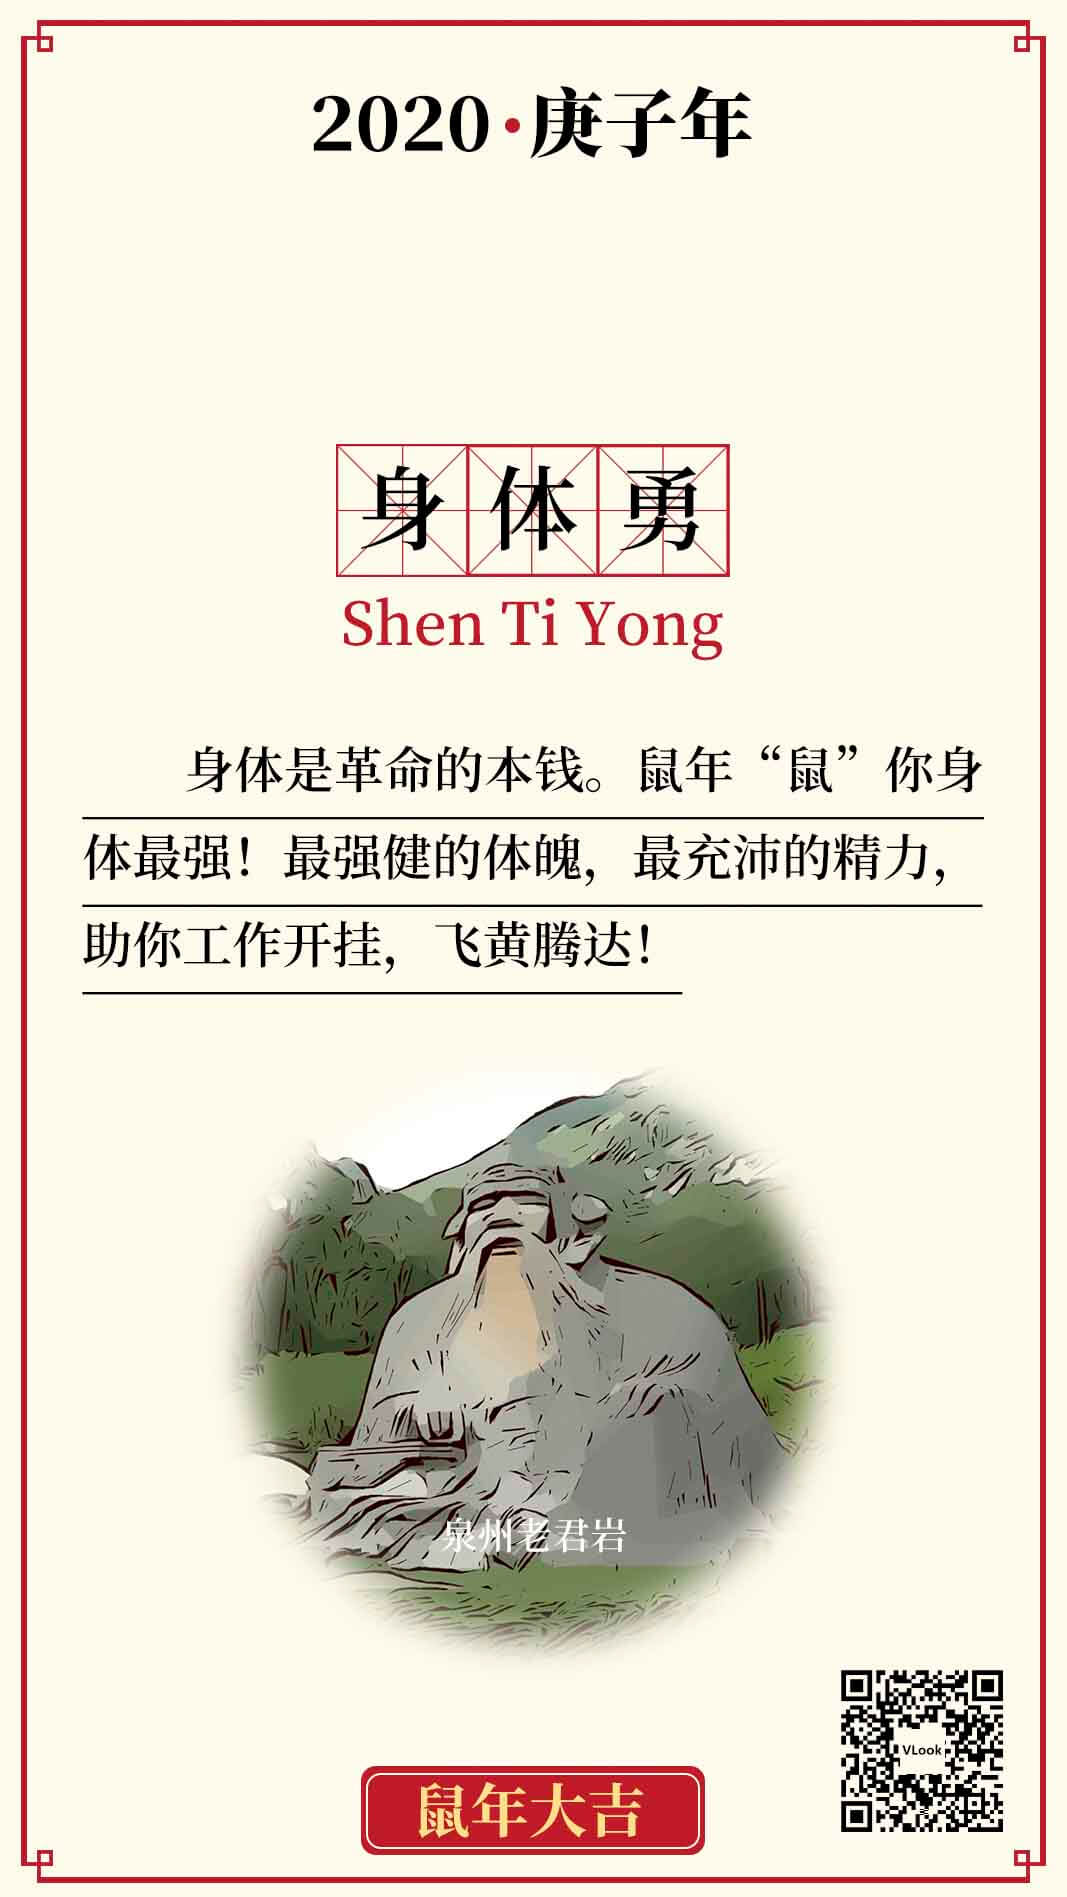 2020·庚子年
身体勇
Shen Ti Yong
身体是革命的本钱。鼠年“鼠”你身
体最强！最强健的体魄，最充沛的精力，
助你工作开挂，飞黄腾达！
泉州老君岩
VLook
鼠年大吉